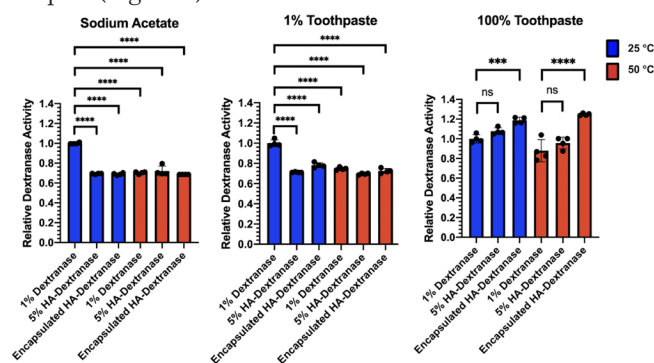 Sodium Acetate
1% Toothpaste
100% Toothpaste
25 °C
50 °C
****
****
****
****
****
****
****
****
****
****
***
****
ns
ns
Relative Dextranase Activity
1.4
1.2
1.0
0.8
0.6
0.4
0.2
0.0
1% Dextranase
5% HA-Dextranase
Encapsulated HA-Dextranase
1% Dextranase
5% HA-Dextranase
Encapsulated HA-Dextranase
Relative Dextranase Activity
1.4
1.2
1.0
0.8
0.6
0.4
0.2
0.0
1% Dextranase
5% HA-Dextranase
Encapsulated HA-Dextranase
1% Dextranase
5% HA-Dextranase
Encapsulated HA-Dextranase
Relative Dextranase Activity
1.4
1.2
1.0
0.8
0.6
0.4
0.2
0.0
1% Dextranase
5% HA-Dextranase
Encapsulated HA-Dextranase
1% Dextranase
5% HA-Dextranase
Encapsulated HA-Dextranase